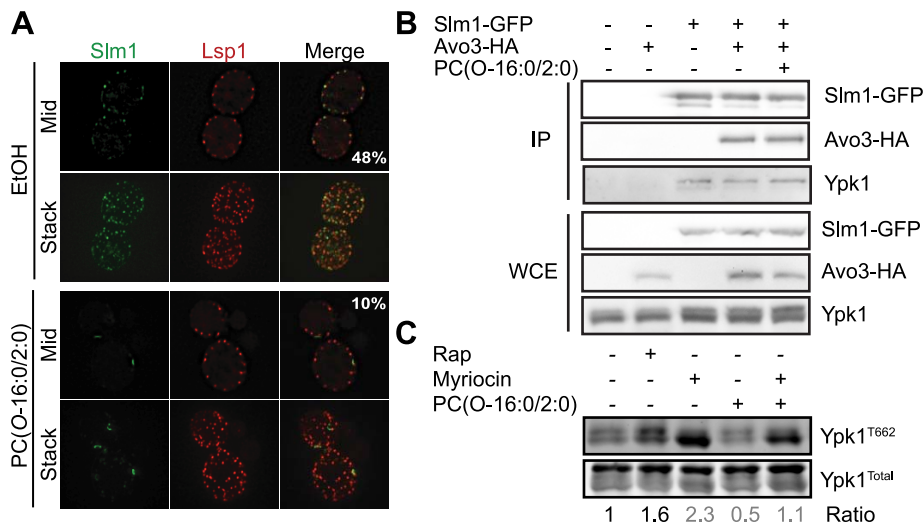 A
Slm1 Lsp1 Merge
EtOH
Mid
48%
Stack
PC(O-16:0/2:0)
Mid
10%
Stack
B
Slm1-GFP - - + + +
Avo3-HA - + - + +
PC(O-16:0/2:0) - - - - +
IP
Slm1-GFP
Avo3-HA
Ypk1
WCE
Slm1-GFP
Avo3-HA
Ypk1
C
Rap - + - - -
Myriocin - - + - +
PC(O-16:0/2:0) - - - + +
Ypk1T662
Ypk1Total
1 1.6 2.3 0.5 1.1 Ratio